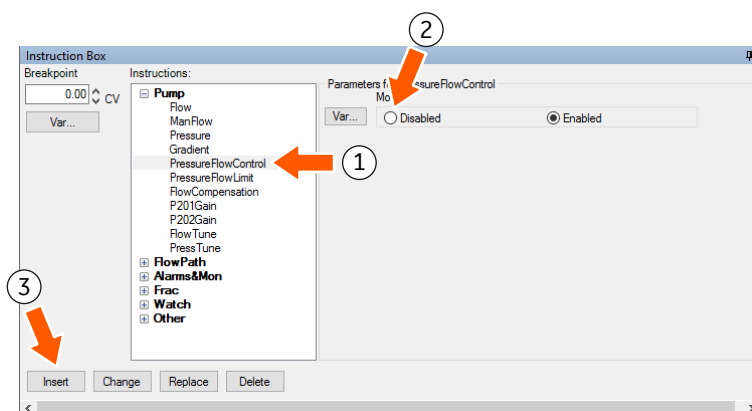 2
Instruction Box
Breakpoint
Instructions:
0.00
CV
Var...
Pump
Flow
ManFlow
Pressure
Gradient
PressureFlowControl
PressureFlowLimit
FlowCompensation
P201Gain
P202Gain
FlowTune
PressTune
FlowPath
Alarms&Mon
Frac
Watch
Other
1
Parameters f ressureFlowControl
Mo
Var...
Disabled
Enabled
3
Insert
Change
Replace
Delete